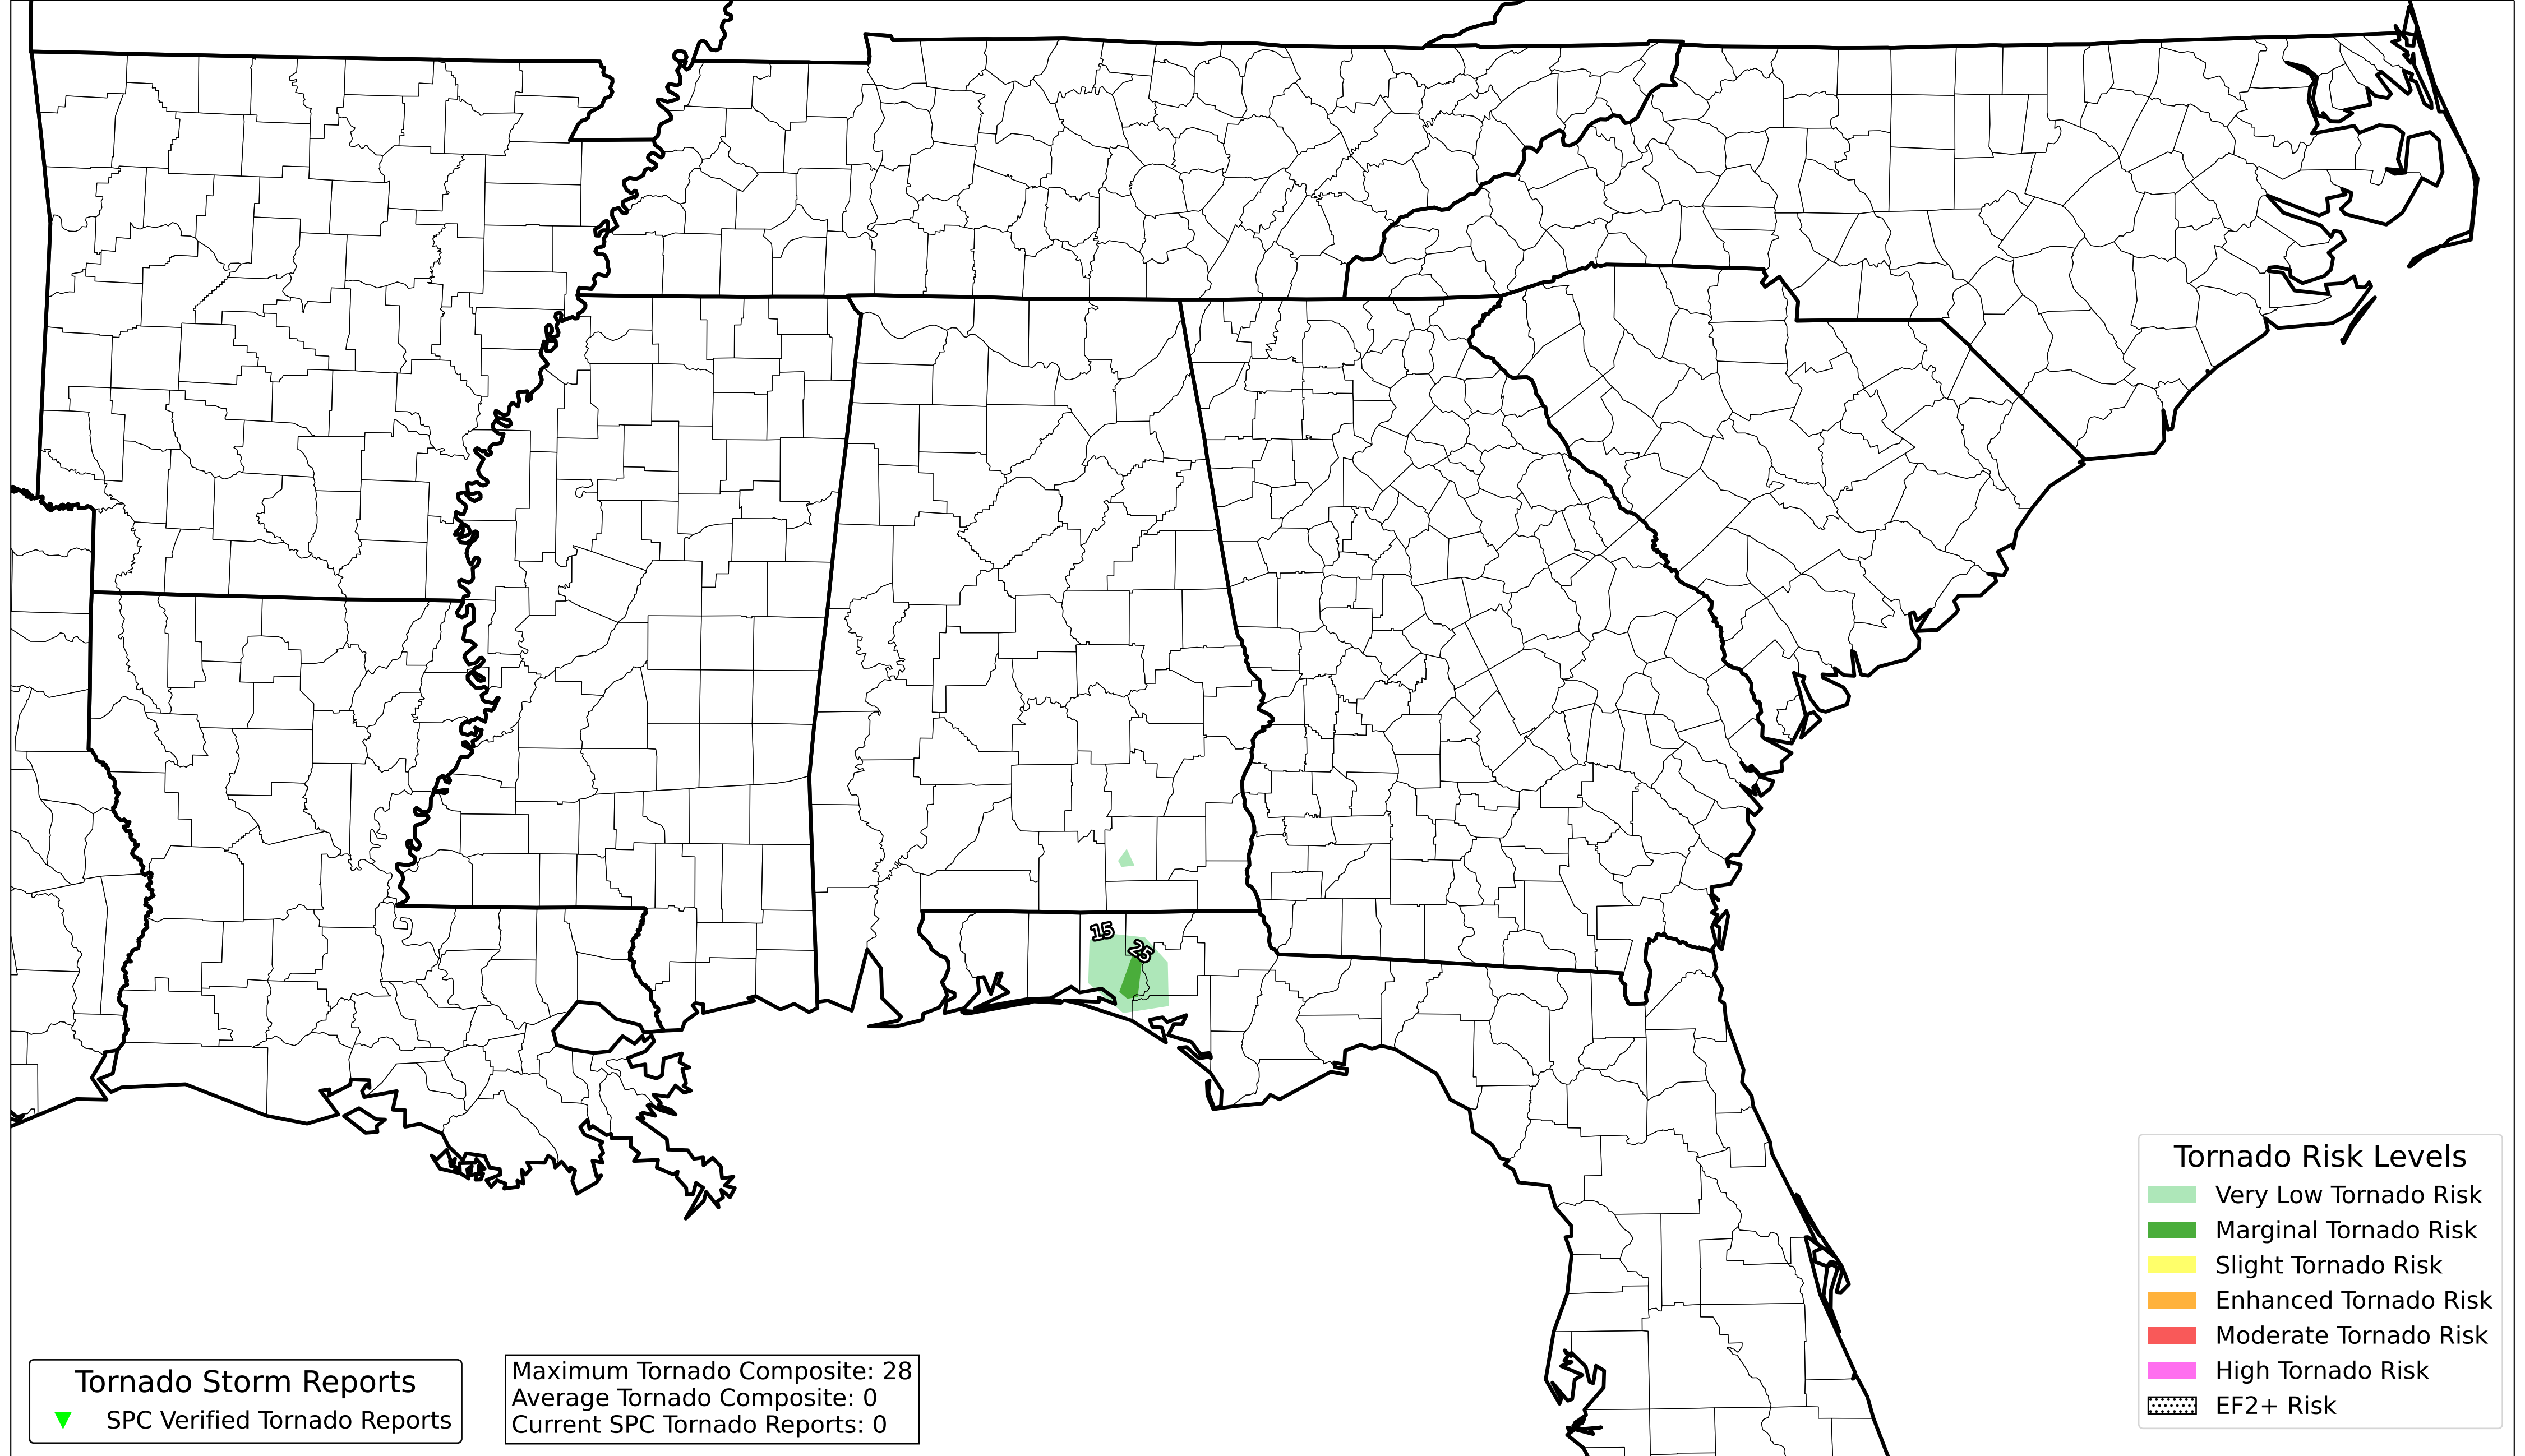 15
25
Tornado Risk Levels
Very Low Tornado Risk
Marginal Tornado Risk
Slight Tornado Risk
Enhanced Tornado Risk
Moderate Tornado Risk
High Tornado Risk
EF2+ Risk
Tornado Storm Reports
SPC Verified Tornado Reports
Maximum Tornado Composite: 28
Average Tornado Composite: 0
Current SPC Tornado Reports: 0